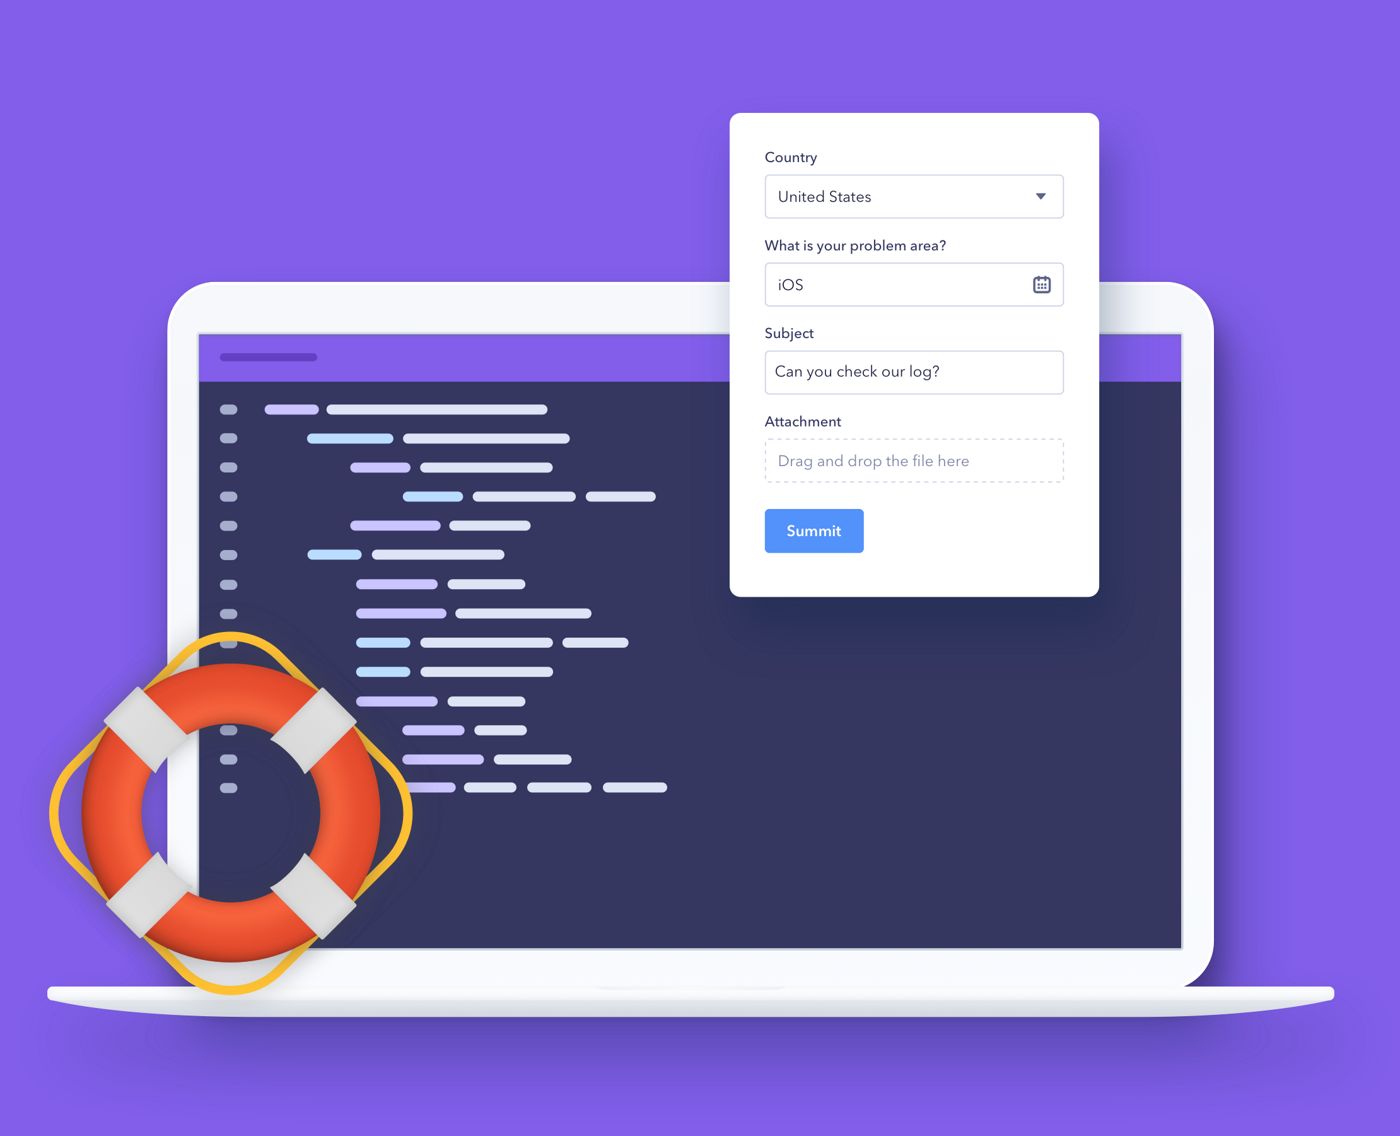 Country
United States
What is your problem area?
iOS
Subject
Can you check our log?
Attachment
Drag and drop the file here
Summit